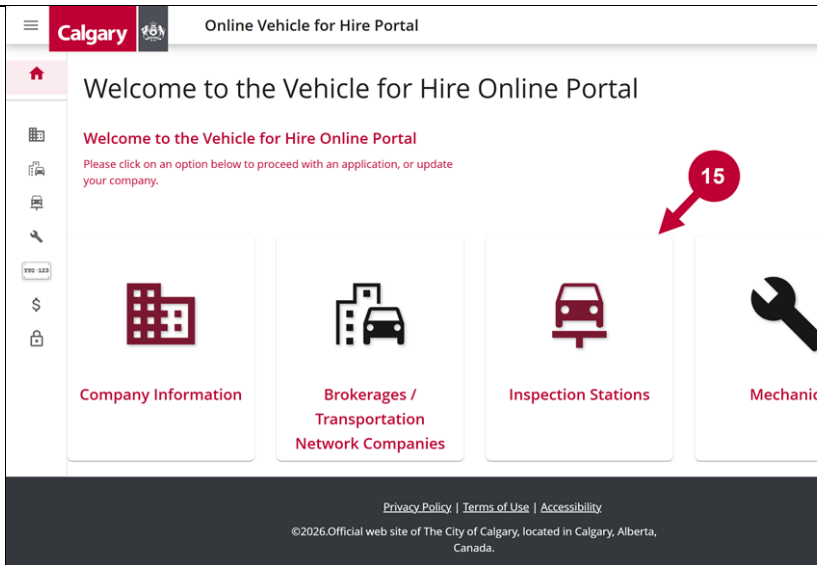 Calgary
Online Vehicle for Hire Portal
Welcome to the Vehicle for Hire Online Portal
Welcome to the Vehicle for Hire Online Portal
Please click on an option below to proceed with an application, or update
your company.
15
TTC -123
Company Information
Brokerages /
Transportation
Network Companies
Inspection Stations
Mechanic
Privacy Policy | Terms of Use | Accessibility
©2026.Official web site of The City of Calgary, located in Calgary, Alberta,
Canada.